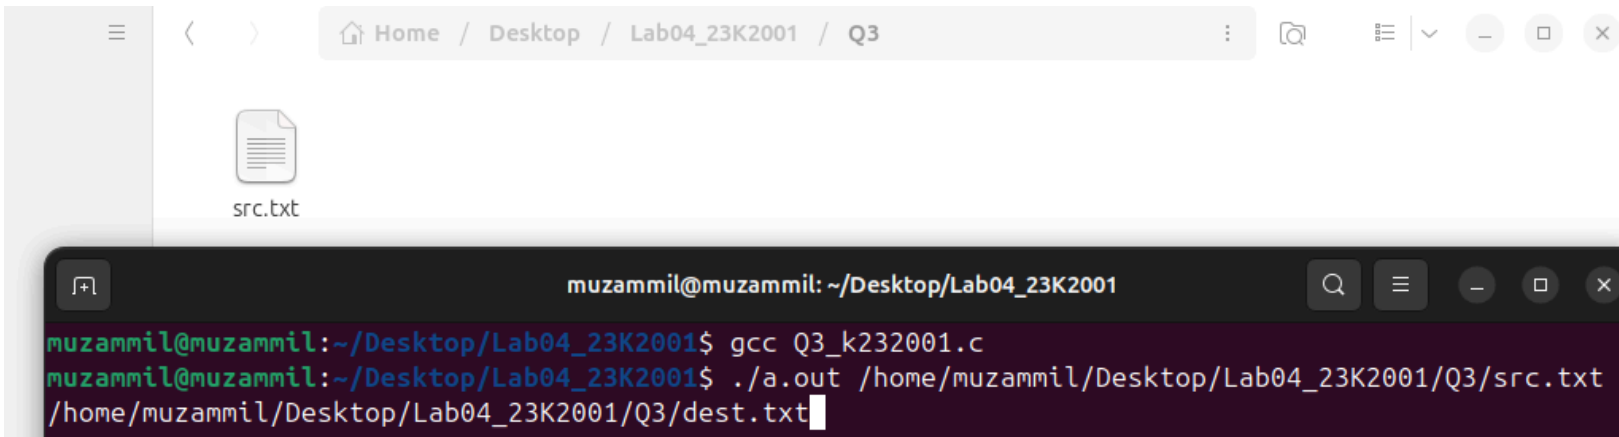 Home / Desktop / Lab04_23K2001 / Q3
src.txt
muzammil@muzammil: ~/Desktop/Lab04_23K2001
muzammil@muzammil:~/Desktop/Lab04_23K2001$ gcc Q3_k232001.c
muzammil@muzammil:~/Desktop/Lab04_23K2001$ ./a.out /home/muzammil/Desktop/Lab04_23K2001/Q3/src.txt
/home/muzammil/Desktop/Lab04_23K2001/Q3/dest.txt